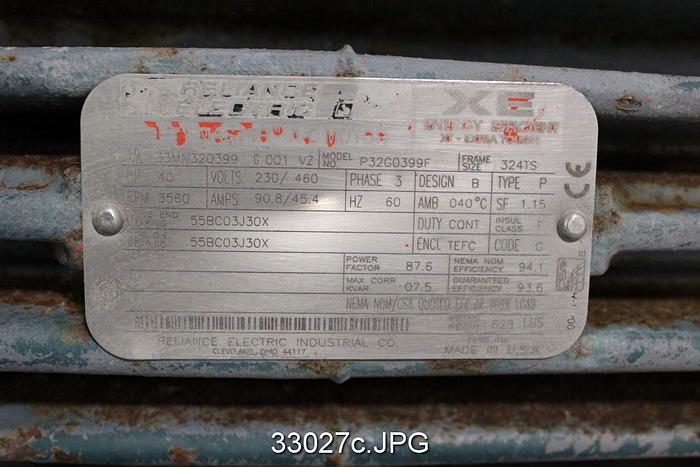 RELIANCE
ELECTRIC
XE
ENERGY EFFICIENT
33MN320399 G 001 VZ MODEL NO. P32G0399F FRAME SIZE 324TS
HP 40 VOLTS 230/ 460 PHASE 3 DESIGN B TYPE P
RPM 3560 AMPS 90.8/45.4 HZ 60 AMB 040°C SF 1.15
55BC03J30X DUTY CONT INSUL CLASS F
55BC03J30X ENCL TEFC CODE G
POWER FACTOR 87.6 NEMA NOM EFFICIENCY 94.1
MAX CORR KVAR 07.5 GUARANTEED EFFICIENCY 93.6
NEMA NOM/CSA QUOTED EFF AT LOAD
629 LBS
RELIANCE ELECTRIC INDUSTRIAL CO.
CLEVELAND, OHIO 44117
MADE IN U.S.A
CE
33027c.JPG